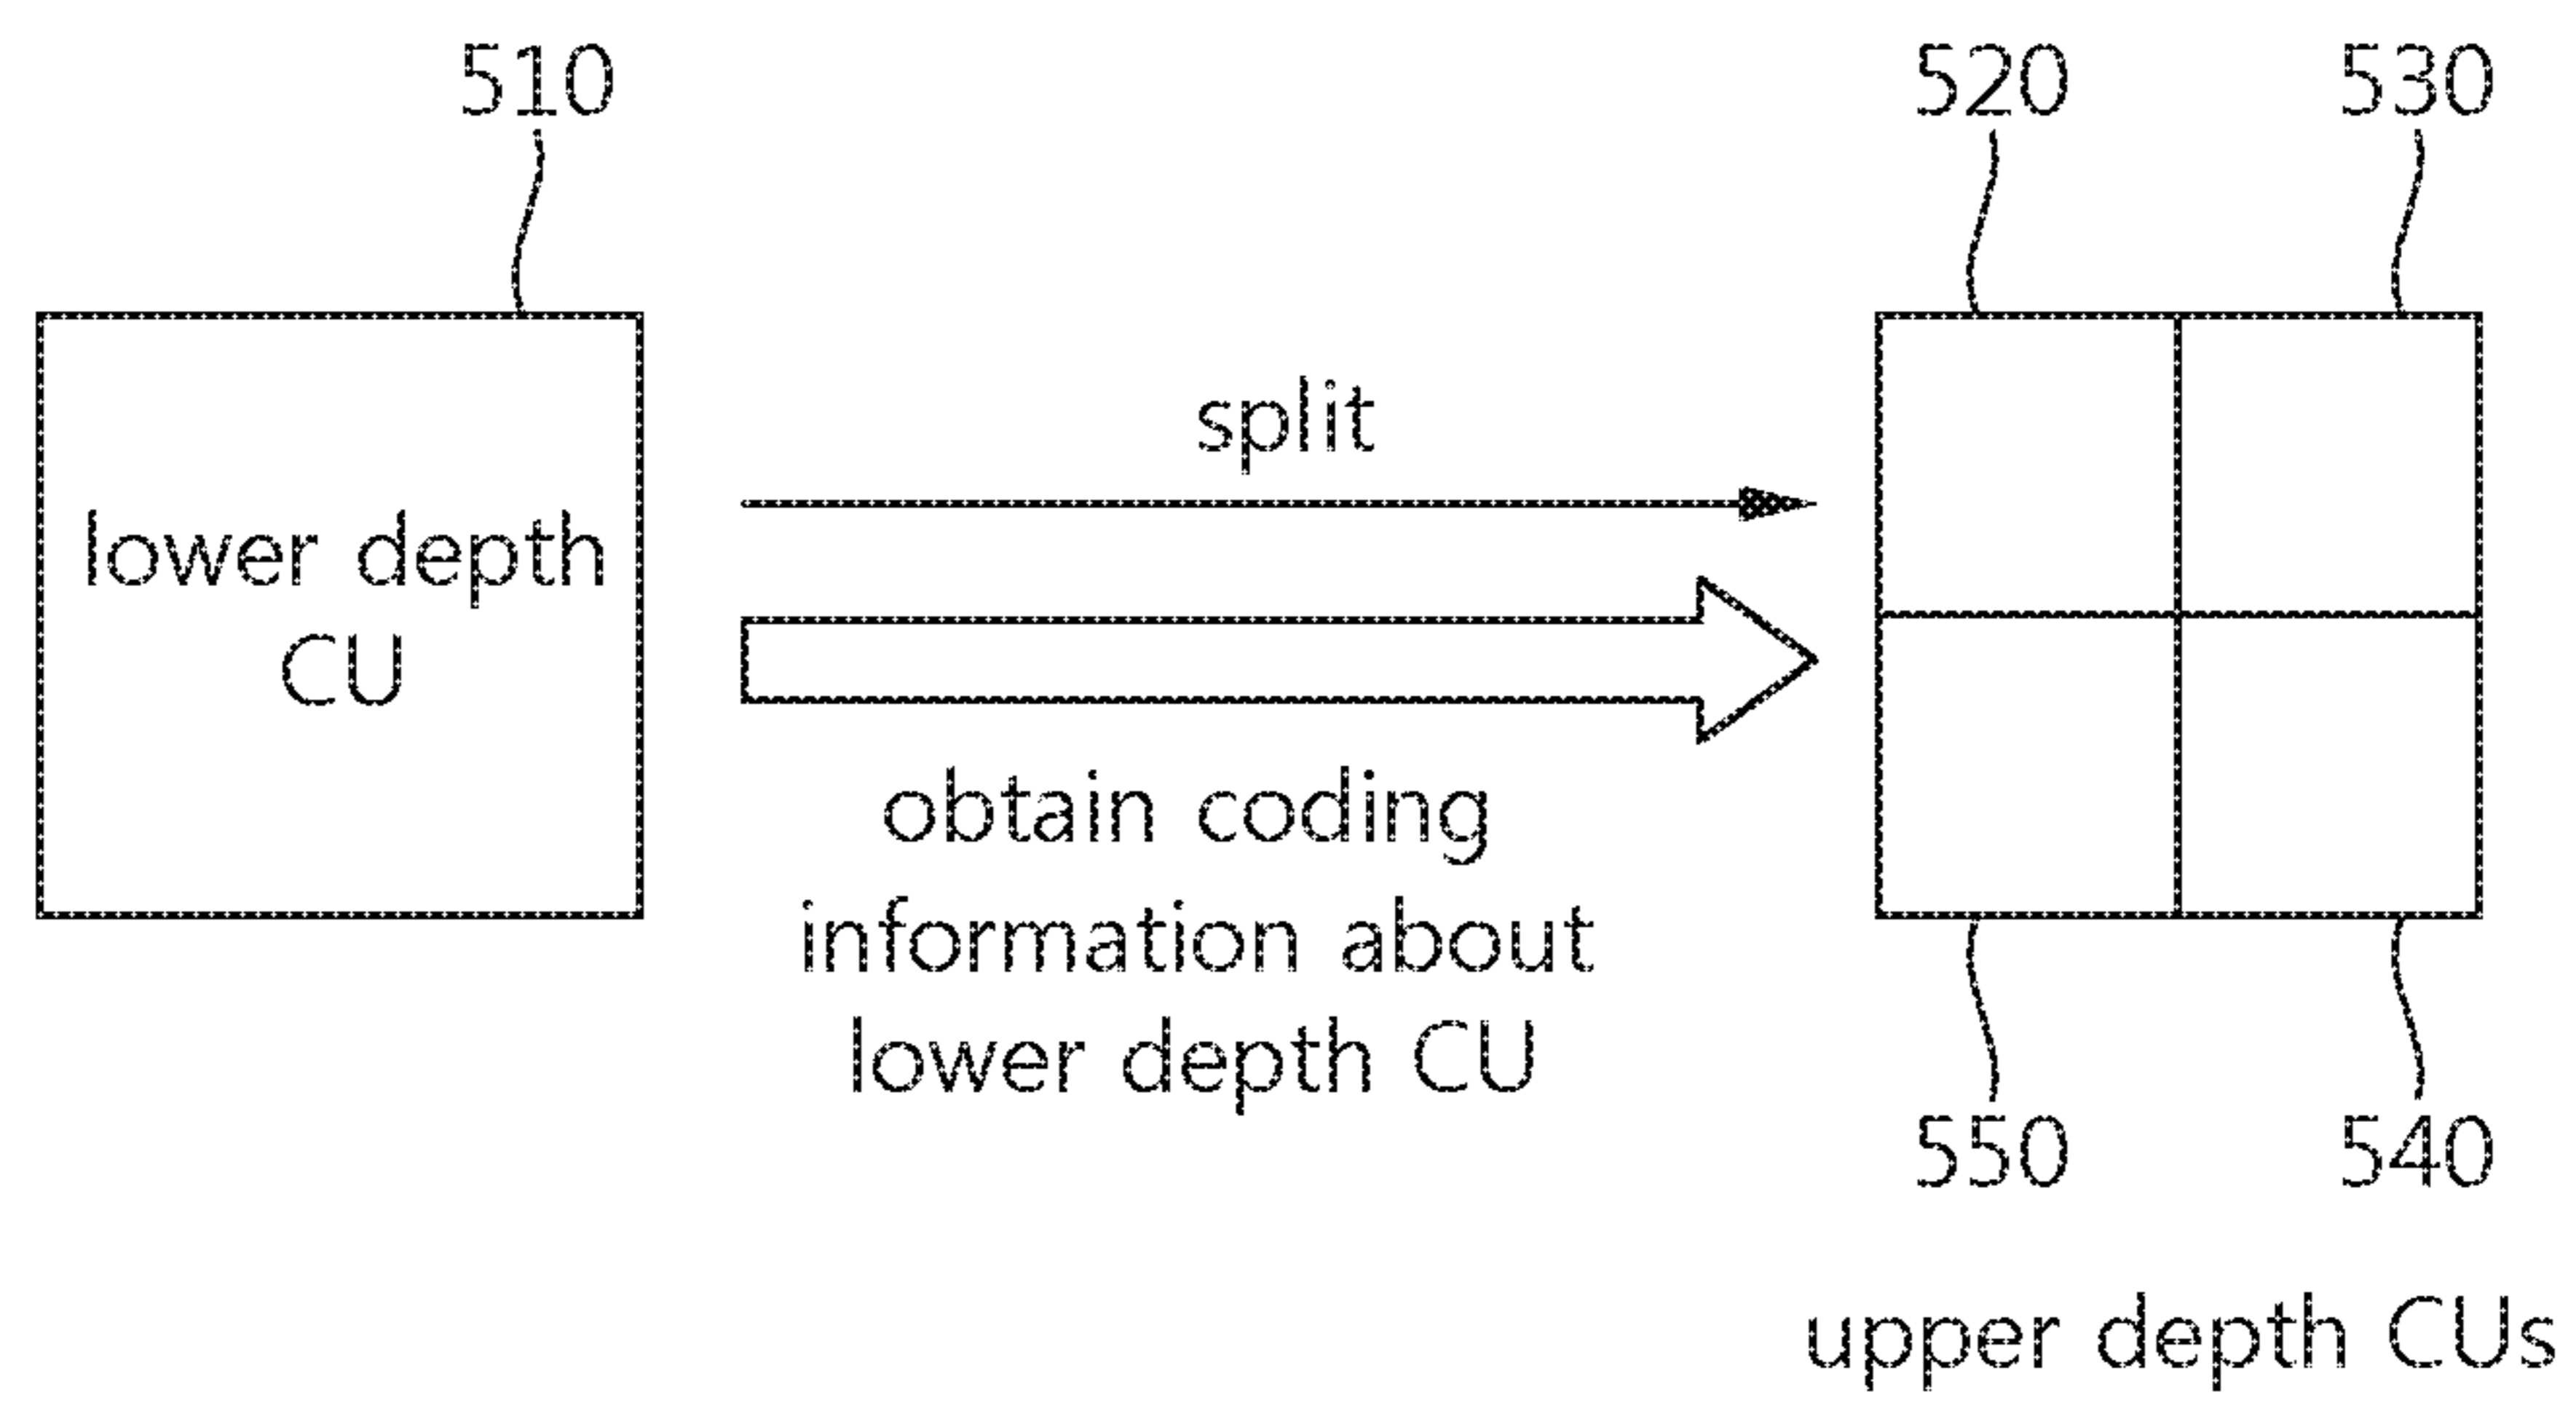 510
520
530
lower depth
CU
split
obtain coding
information about
lower depth CU
550
540
upper depth CUs